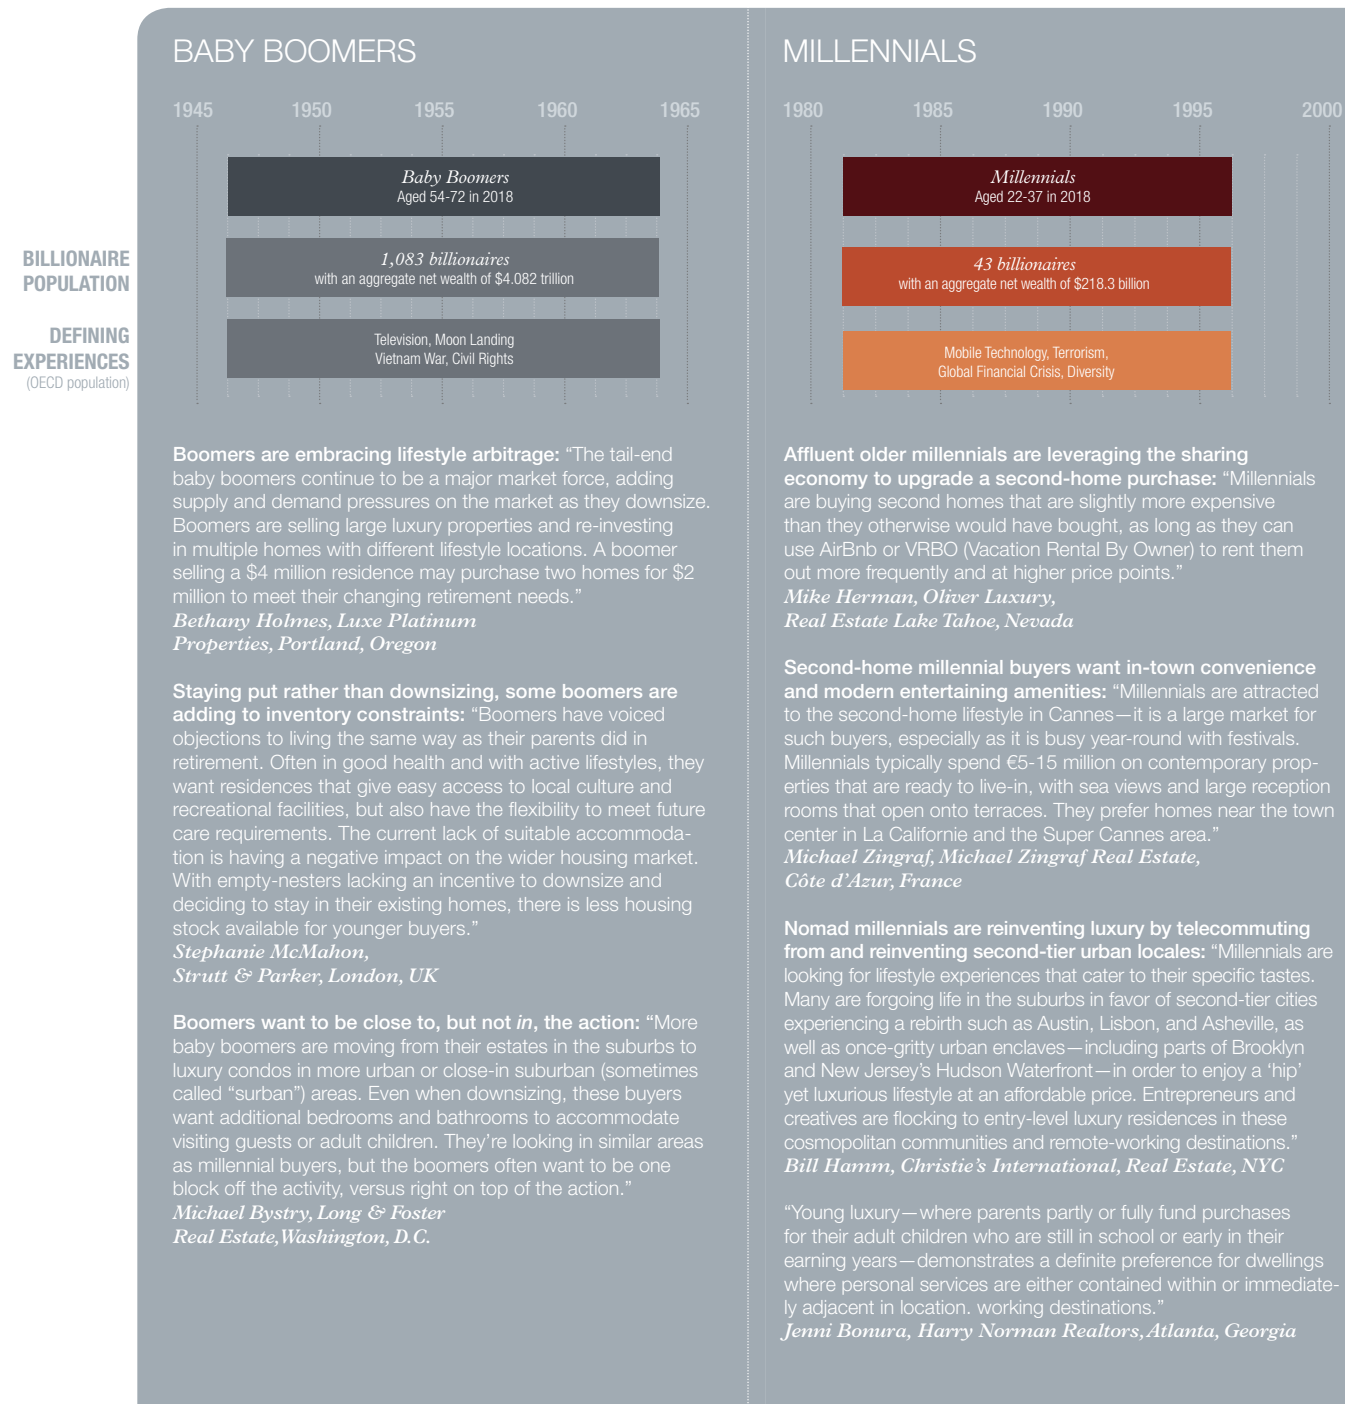 BABY BOOMERS
1945 1950 1955 1960 1965
Baby Boomers
Aged 54-72 in 2018
BILLIONAIRE
POPULATION
1,083 billionaires
with an aggregate net wealth of $4.082 trillion
DEFINING
EXPERIENCES
(OECD population)
Television, Moon Landing
Vietnam War, Civil Rights
Boomers are embracing lifestyle arbitrage: “The tail-end
baby boomers continue to be a major market force, adding
supply and demand pressures on the market as they downsize.
Boomers are selling large luxury properties and re-investing
in multiple homes with different lifestyle locations. A boomer
selling a $4 million residence may purchase two homes for $2
million to meet their changing retirement needs.”
Bethany Holmes, Luxe Platinum
Properties, Portland, Oregon
Staying put rather than downsizing, some boomers are
adding to inventory constraints: “Boomers have voiced
objections to living the same way as their parents did in
retirement. Often in good health and with active lifestyles, they
want residences that give easy access to local culture and
recreational facilities, but also have the flexibility to meet future
care requirements. The current lack of suitable accommoda-
tion is having a negative impact on the wider housing market.
With empty-nesters lacking an incentive to downsize and
deciding to stay in their existing homes, there is less housing
stock available for younger buyers.”
Stephanie McMahon,
Strutt & Parker, London, UK
Boomers want to be close to, but not in, the action: “More
baby boomers are moving from their estates in the suburbs to
luxury condos in more urban or close-in suburban (sometimes
called “surban”) areas. Even when downsizing, these buyers
want additional bedrooms and bathrooms to accommodate
visiting guests or adult children. They’re looking in similar areas
as millennial buyers, but the boomers often want to be one
block off the activity, versus right on top of the action.”
Michael Bystry, Long & Foster
Real Estate, Washington, D.C.
MILLENNIALS
1980 1985 1990 1995 2000
Millennials
Aged 22-37 in 2018
43 billionaires
with an aggregate net wealth of $218.3 billion
Mobile Technology, Terrorism,
Global Financial Crisis, Diversity
Affluent older millennials are leveraging the sharing
economy to upgrade a second-home purchase: “Millennials
are buying second homes that are slightly more expensive
than they otherwise would have bought, as long as they can
use AirBnb or VRBO (Vacation Rental By Owner) to rent them
out more frequently and at higher price points.”
Mike Herman, Oliver Luxury,
Real Estate Lake Tahoe, Nevada
Second-home millennial buyers want in-town convenience
and modern entertaining amenities: “Millennials are attracted
to the second-home lifestyle in Cannes—it is a large market for
such buyers, especially as it is busy year-round with festivals.
Millennials typically spend €5-15 million on contemporary prop-
erties that are ready to live-in, with sea views and large reception
rooms that open onto terraces. They prefer homes near the town
center in La Californie and the Super Cannes area.”
Michael Zingraf, Michael Zingraf Real Estate,
Côte d’Azur, France
Nomad millennials are reinventing luxury by telecommuting
from and reinventing second-tier urban locales: “Millennials are
looking for lifestyle experiences that cater to their specific tastes.
Many are forgoing life in the suburbs in favor of second-tier cities
experiencing a rebirth such as Austin, Lisbon, and Asheville, as
well as once-gritty urban enclaves—including parts of Brooklyn
and New Jersey’s Hudson Waterfront—in order to enjoy a ‘hip’
yet luxurious lifestyle at an affordable price. Entrepreneurs and
creatives are flocking to entry-level luxury residences in these
cosmopolitan communities and remote-working destinations.”
Bill Hamm, Christie’s International, Real Estate, NYC
“Young luxury—where parents partly or fully fund purchases
for their adult children who are still in school or early in their
earning years—demonstrates a definite preference for dwellings
where personal services are either contained within or immediate-
ly adjacent in location. working destinations.”
Jenni Bonura, Harry Norman Realtors, Atlanta, Georgia